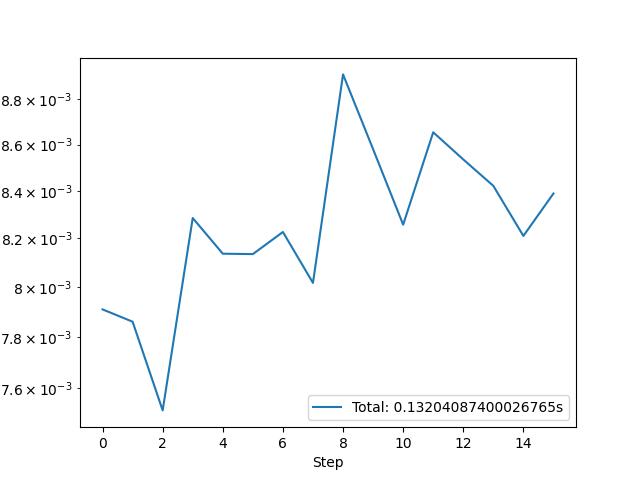 8.8 × 10⁻³
8.6 × 10⁻³
8.4 × 10⁻³
8.2 × 10⁻³
8 × 10⁻³
7.8 × 10⁻³
7.6 × 10⁻³
Total: 0.13204087400026765s
0 2 4 6 8 10 12 14
Step